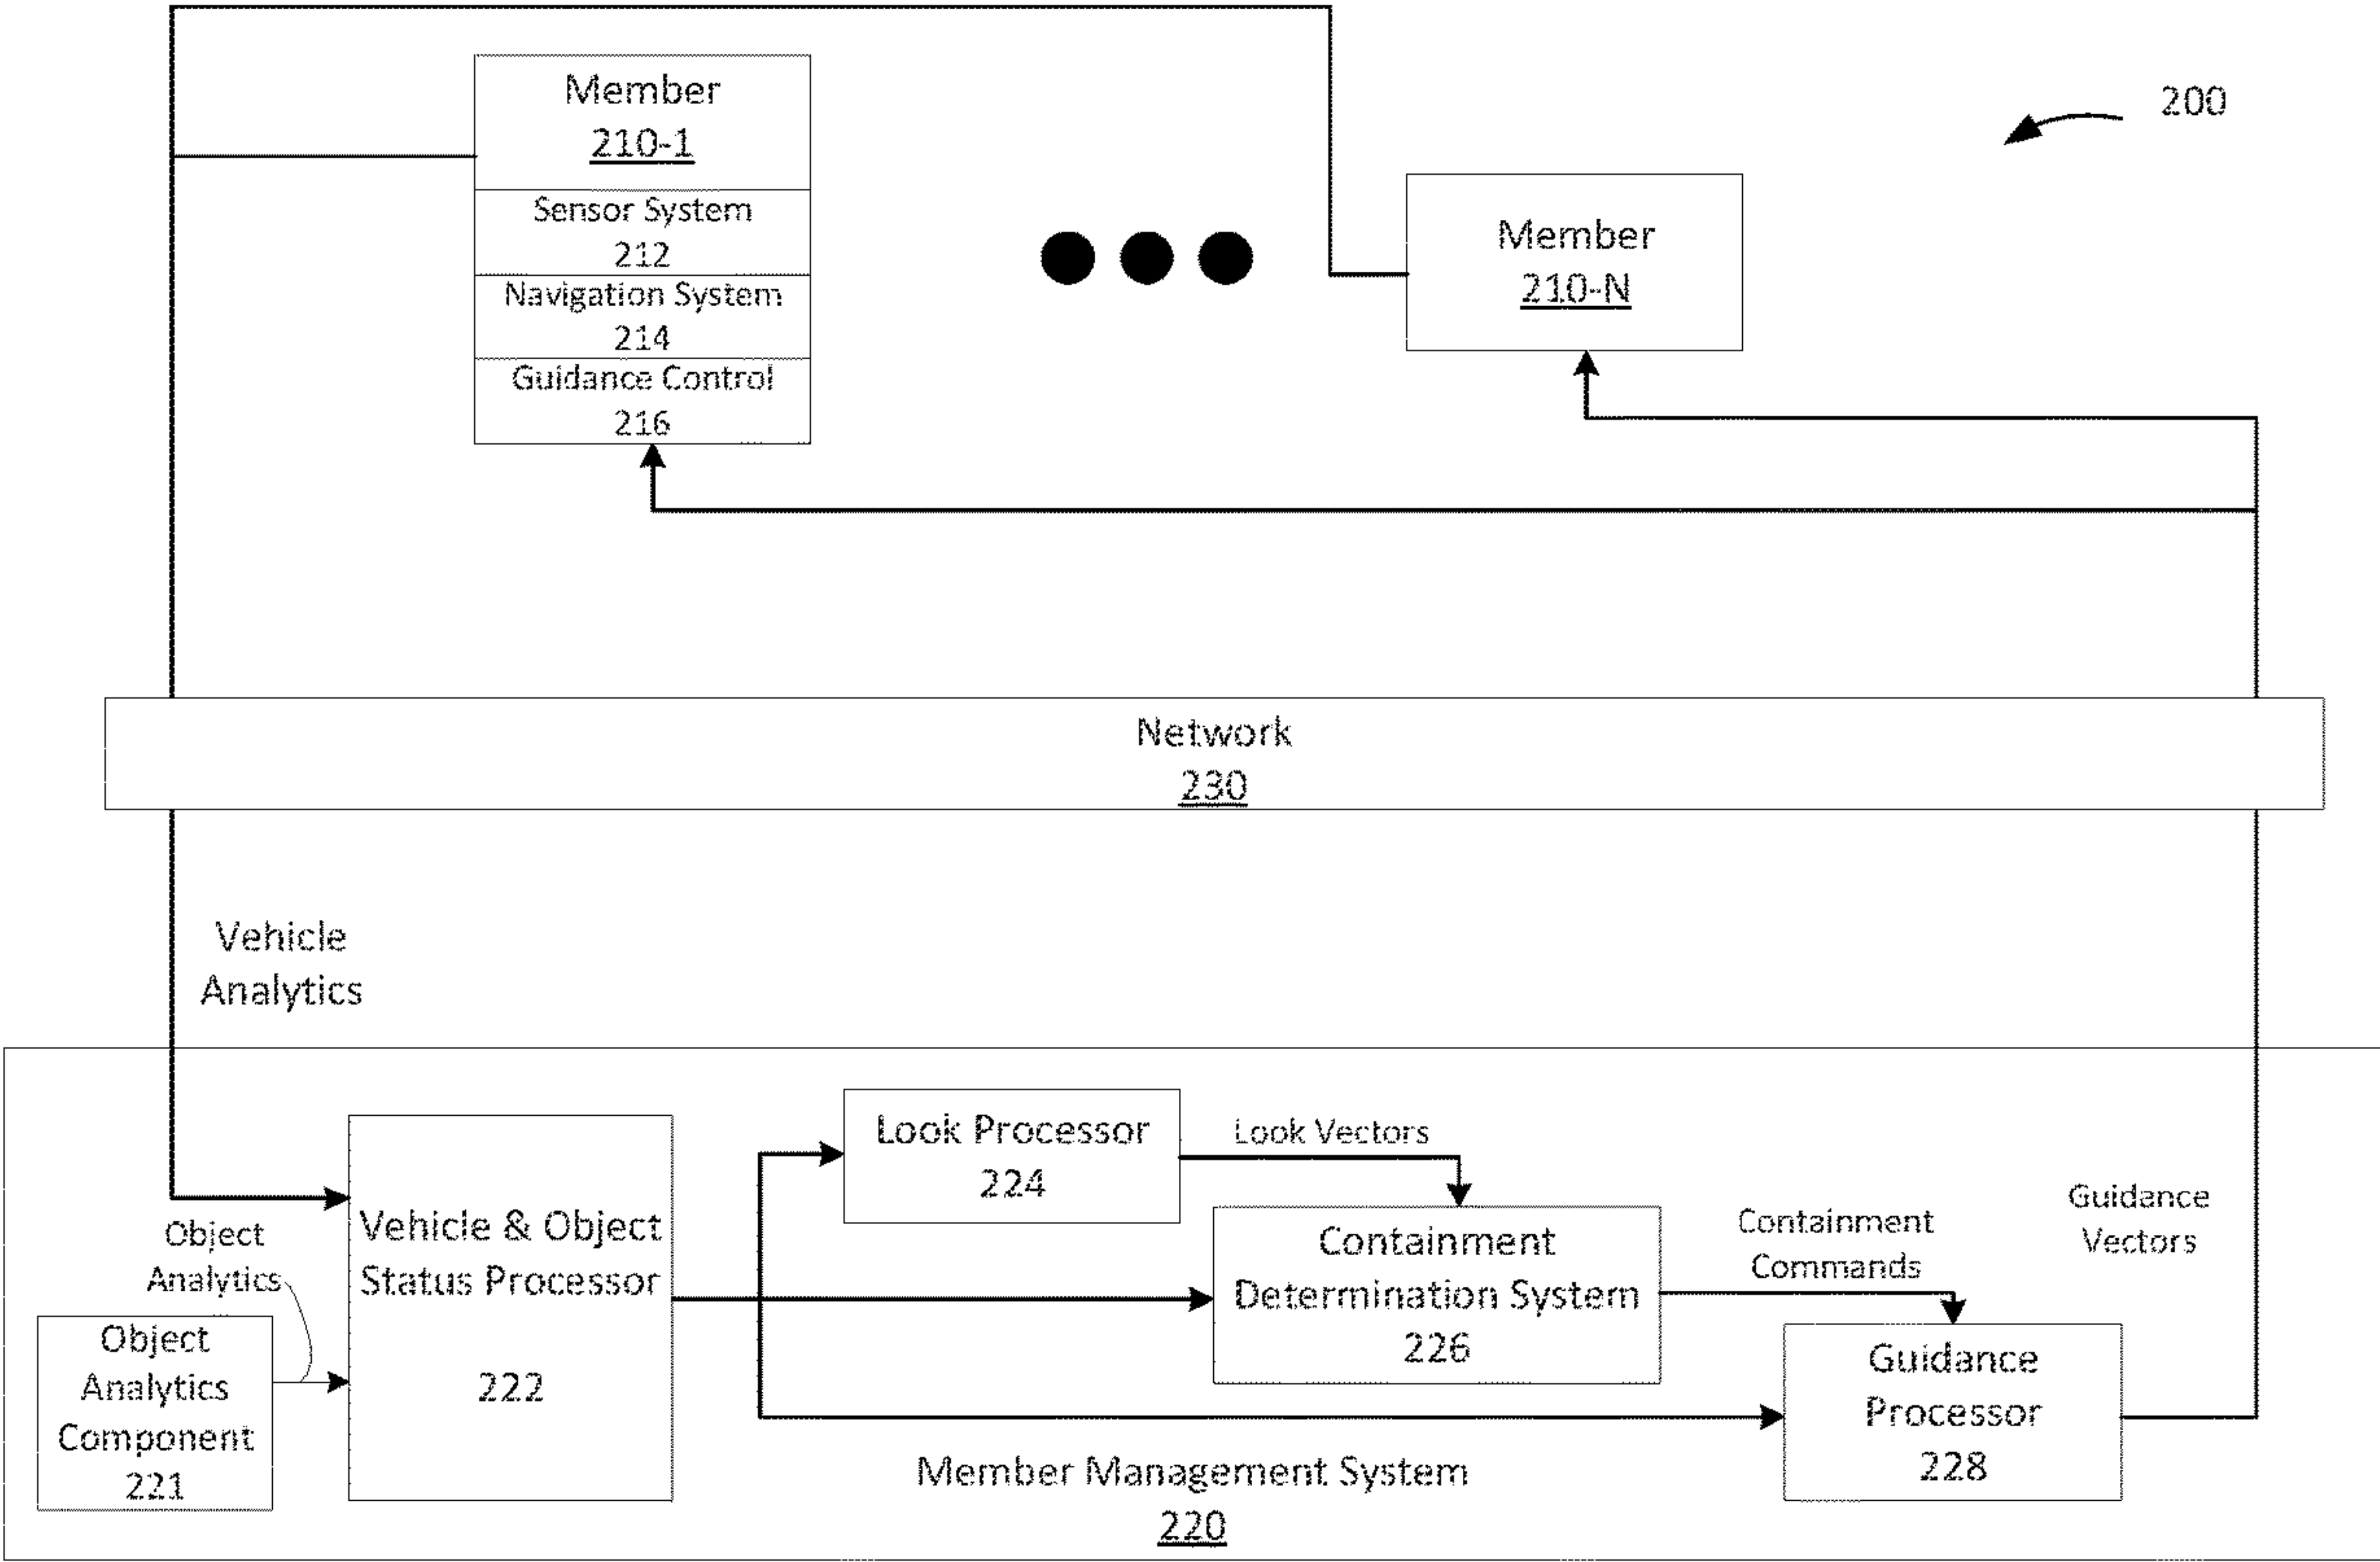 Member
210-1
Sensor System
212
Navigation System
214
Guidance Control
216
200
Member
210-N
Network
230
Vehicle
Analytics
Object
Analytics
Object
Analytics
Component
221
Vehicle & Object
Status Processor
222
Look Processor
224
Look Vectors
Containment
Determination System
226
Containment
Commands
Guidance
Vectors
Guidance
Processor
228
Member Management System
220